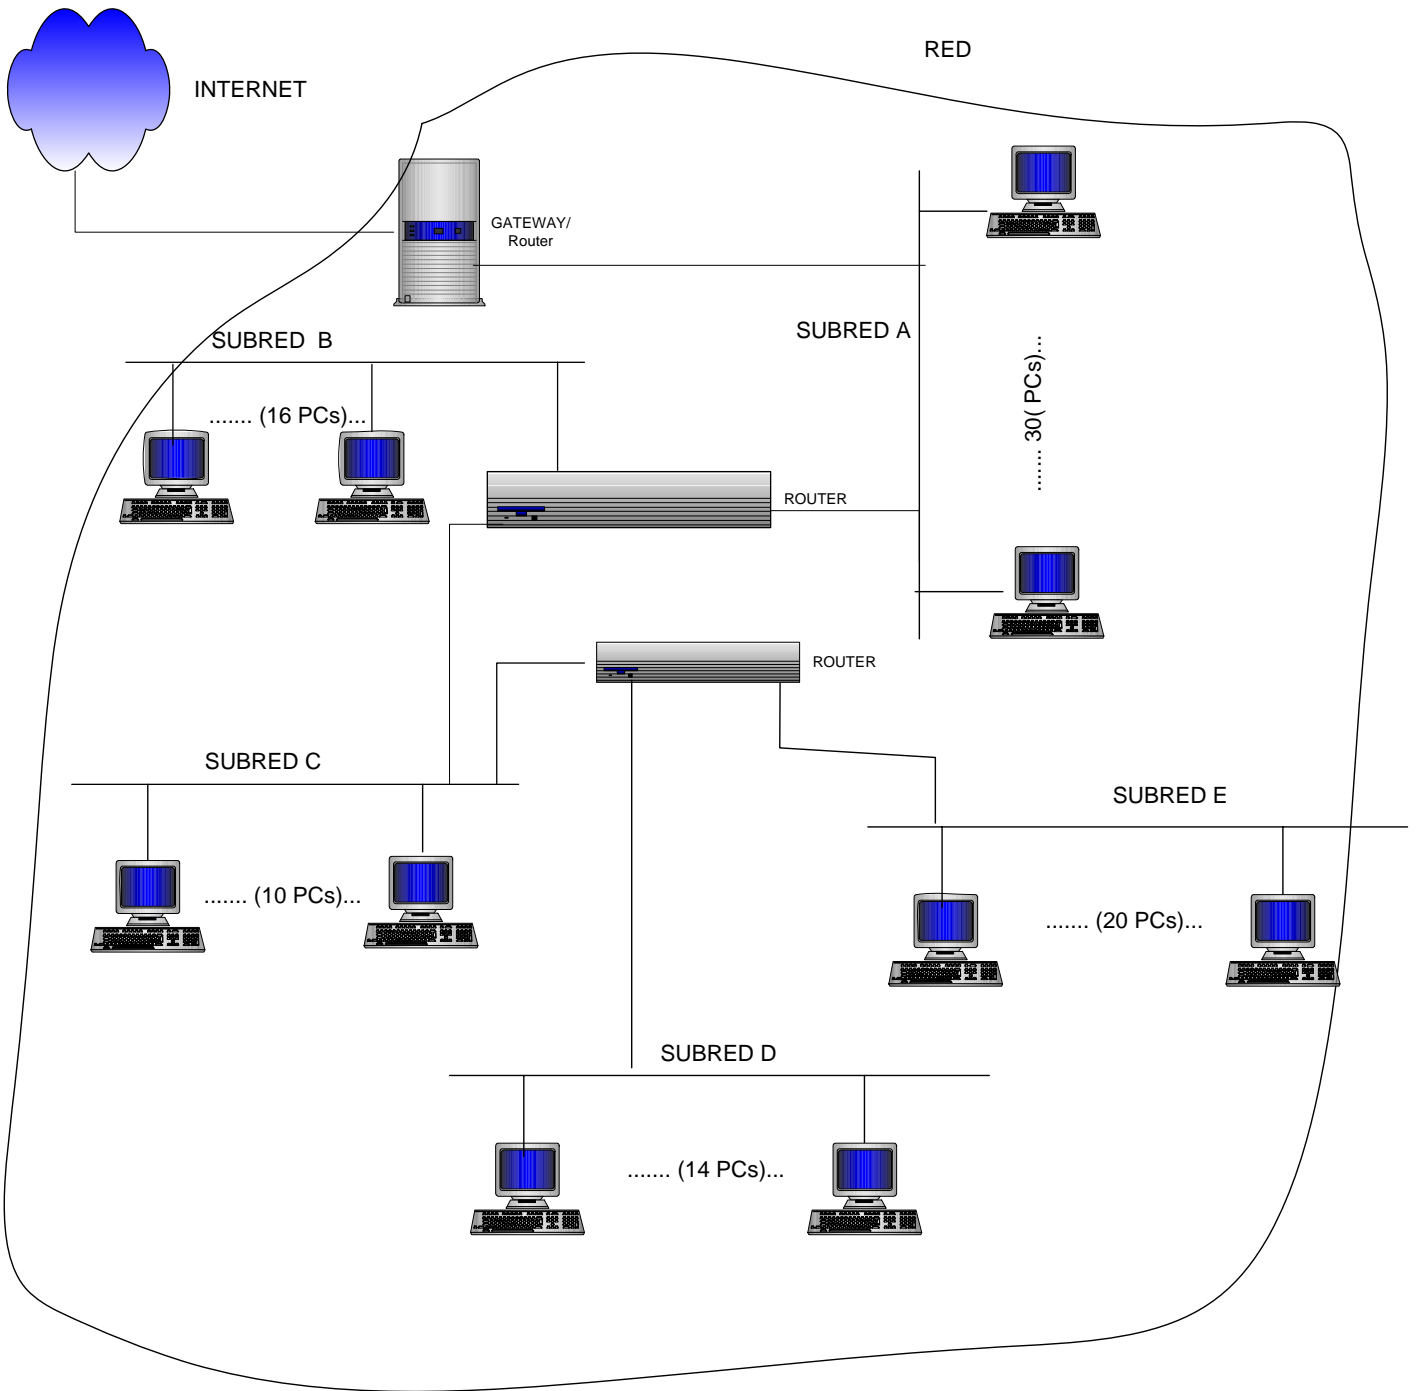 RED
INTERNET
GATEWAY/
Router
SUBRED B
SUBRED A
....... (16 PCs)...
....... 30( PCs)...
ROUTER
ROUTER
SUBRED C
SUBRED E
....... (10 PCs)...
....... (20 PCs)...
SUBRED D
....... (14 PCs)...